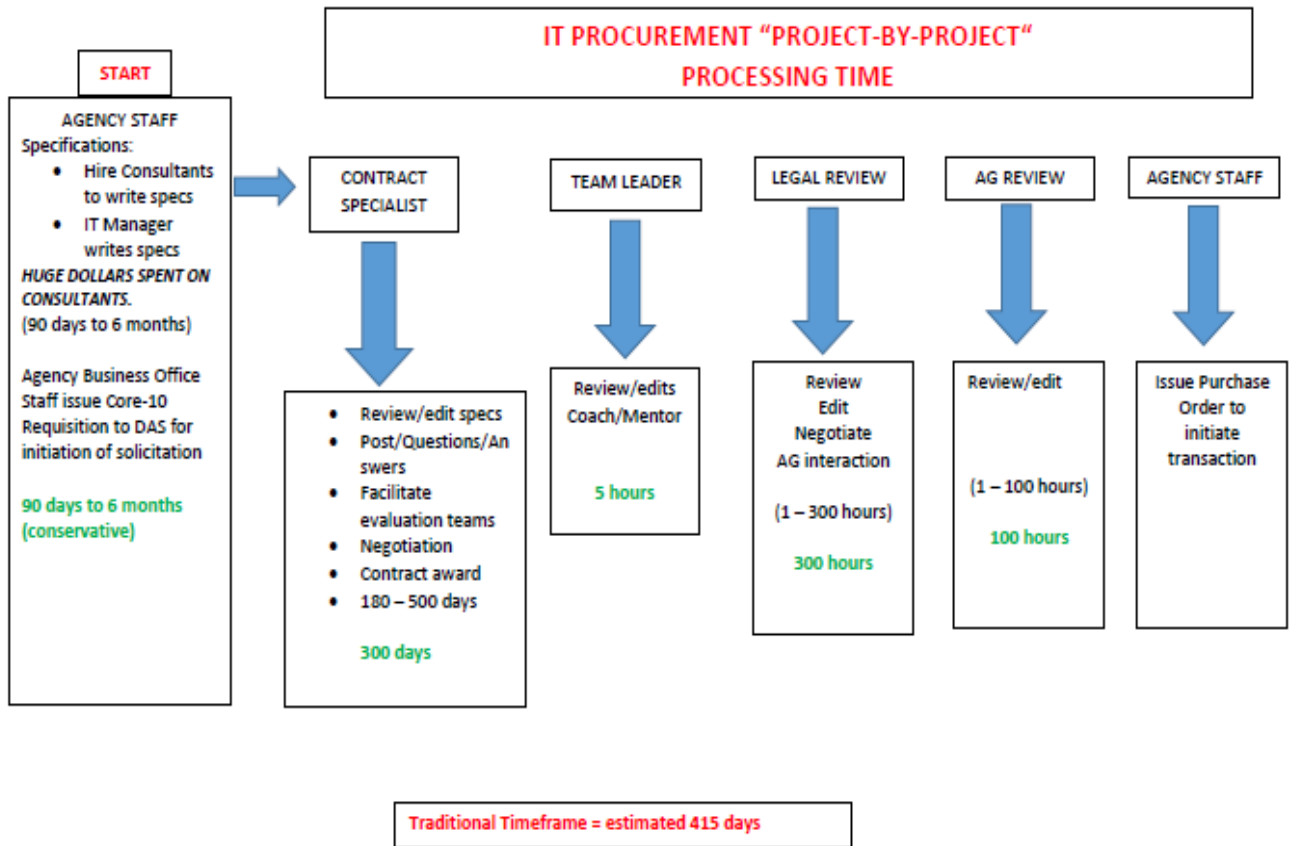 IT PROCUREMENT “PROJECT-BY-PROJECT“
PROCESSING TIME
START
AGENCY STAFF
Specifications:
• Hire Consultants
to write specs
• IT Manager
writes specs
HUGE DOLLARS SPENT ON
CONSULTANTS.
(90 days to 6 months)
Agency Business Office
Staff issue Core-10
Requisition to DAS for
initiation of solicitation
90 days to 6 months
(conservative)
CONTRACT
SPECIALIST
• Review/edit specs
• Post/Questions/An
swers
• Facilitate
evaluation teams
• Negotiation
• Contract award
• 180 – 500 days
300 days
TEAM LEADER
Review/edits
Coach/Mentor
5 hours
LEGAL REVIEW
Review
Edit
Negotiate
AG interaction
(1 – 300 hours)
300 hours
AG REVIEW
Review/edit
(1 – 100 hours)
100 hours
AGENCY STAFF
Issue Purchase
Order to
initiate
transaction
Traditional Timeframe = estimated 415 days